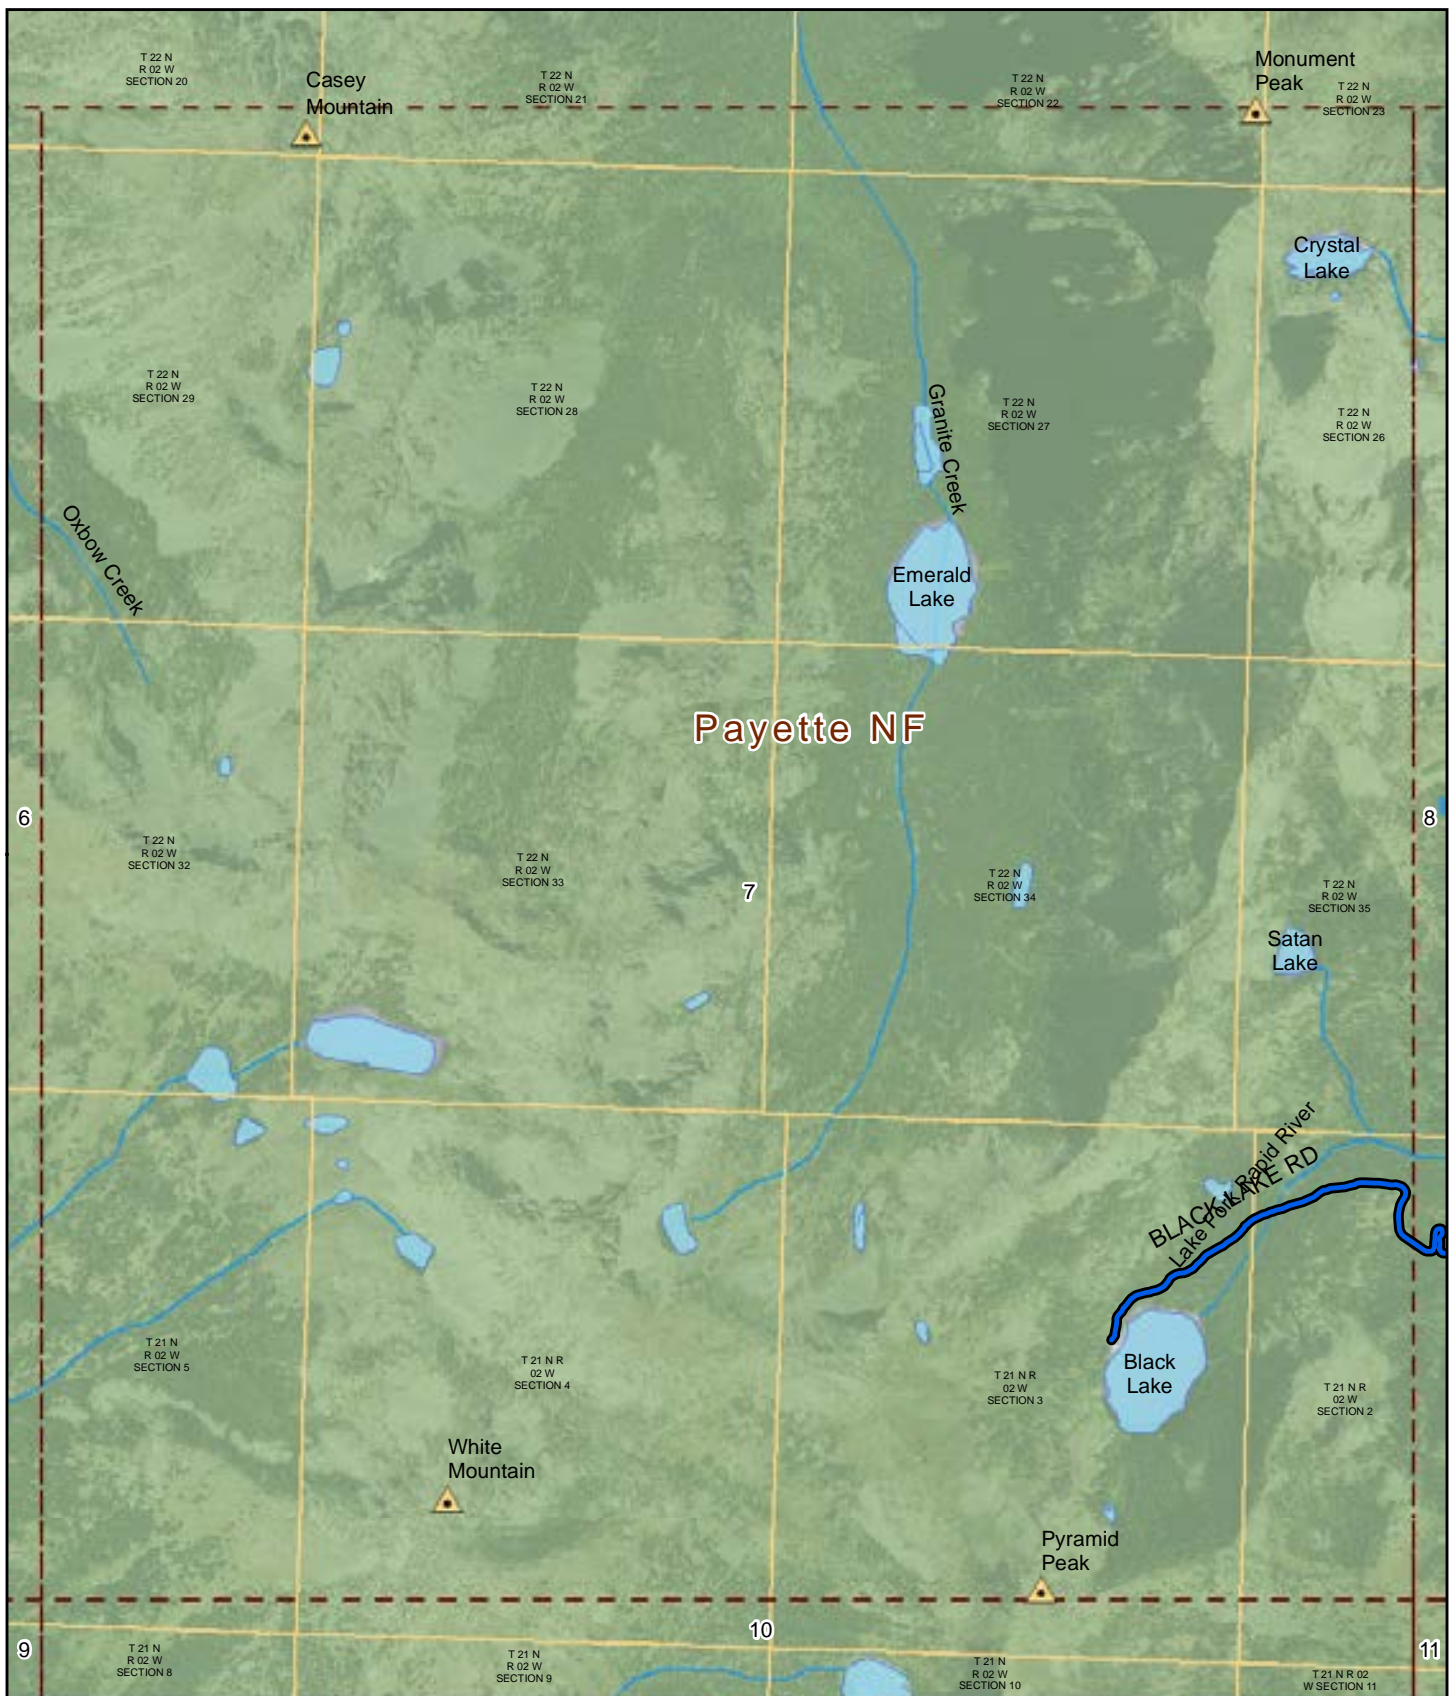 T 22 N
R 02 W
SECTION 20
Casey
Mountain
T 22 N
R 02 W
SECTION 21
T 22 N
R 02 W
SECTION 22
Monument
Peak
T 22 N
R 02 W
SECTION 23
Crystal
Lake
T 22 N
R 02 W
SECTION 29
T 22 N
R 02 W
SECTION 28
Granite Creek
T 22 N
R 02 W
SECTION 27
T 22 N
R 02 W
SECTION 26
Oxbow Creek
Emerald
Lake
Payette NF
6
8
T 22 N
R 02 W
SECTION 32
T 22 N
R 02 W
SECTION 33
7
T 22 N
R 02 W
SECTION 34
T 22 N
R 02 W
SECTION 35
Satan
Lake
Lake Fork Rapid River
BLACK LAKE RD
T 21 N
R 02 W
SECTION 5
T 21 N R
02 W
SECTION 4
T 21 N R
02 W
SECTION 3
Black
Lake
T 21 N R
02 W
SECTION 2
White
Mountain
Pyramid
Peak
9
10
11
T 21 N
R 02 W
SECTION 8
T 21 N
R 02 W
SECTION 9
T 21 N
R 02 W
SECTION 10
T 21 N R 02
W SECTION 11